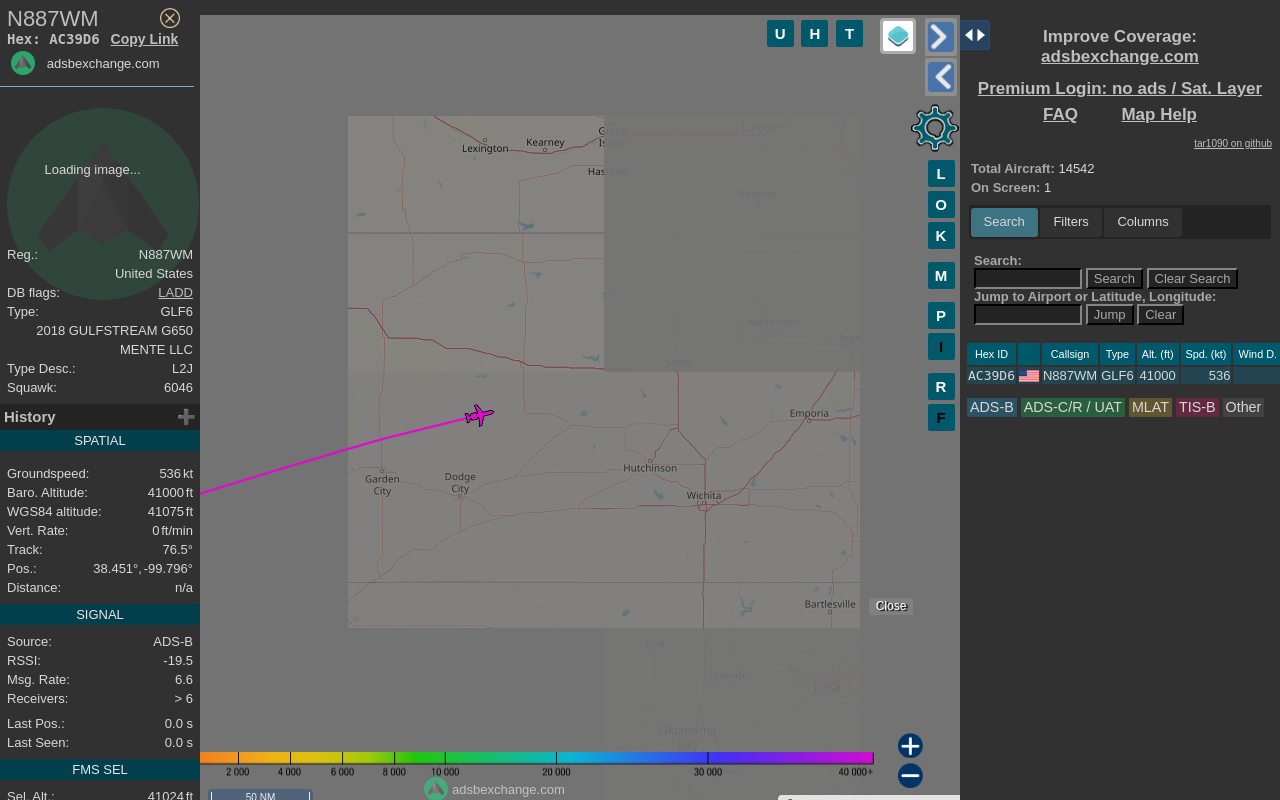 N887WM
Hex: AC39D6 Copy Link
adsbexchange.com
Loading image...
Reg.: N887WM
United States
DB flags: LADD
Type: GLF6
2018 GULFSTREAM G650
MENTE LLC
Type Desc.: L2J
Squawk: 6046
History
SPATIAL
Groundspeed: 536 kt
Baro. Altitude: 41000 ft
WGS84 altitude: 41075 ft
Vert. Rate: 0 ft/min
Track: 76.5°
Pos.: 38.451°, -99.796°
Distance: n/a
SIGNAL
Source: ADS-B
RSSI: -19.5
Msg. Rate: 6.6
Receivers: > 6
Last Pos.: 0.0 s
Last Seen: 0.0 s
FMS SEL
Sel. Alt.: 41024 ft
U H T
L
O
K
M
P
I
R
F
Lincoln
Grand
Island
Kearney
Lexington
Hastings
Beatrice
Manhattan
Salina
Emporia
Hutchinson
Garden
City
Dodge
City
Wichita
Bartlesville
Close
Enid
Stillwater
Tulsa
Oklahoma
City
2 000 4 000 6 000 8 000 10 000 20 000 30 000 40 000+
adsbexchange.com
50 NM
Improve Coverage:
adsbexchange.com
Premium Login: no ads / Sat. Layer
FAQ Map Help
tar1090 on github
Total Aircraft: 14542
On Screen: 1
Search Filters Columns
Search:
Search Clear Search
Jump to Airport or Latitude, Longitude:
Jump Clear
Hex ID Callsign Type Alt. (ft) Spd. (kt) Wind D.
AC39D6 N887WM GLF6 41000 536
ADS-B ADS-C/R / UAT MLAT TIS-B Other